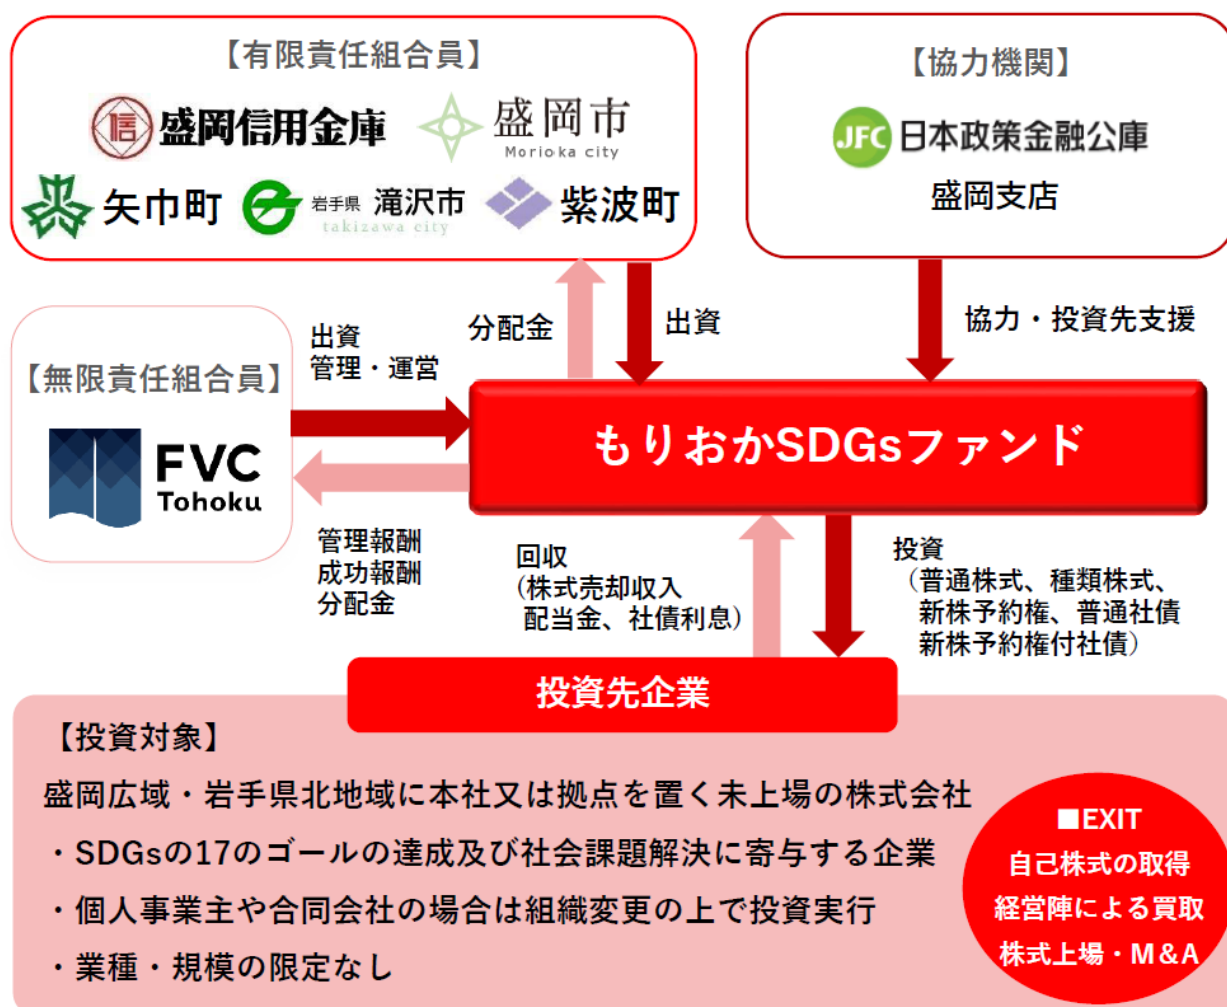 【有限責任組合員】
信 盛岡信用金庫
盛岡市
Morioka city
矢巾町
岩手県 滝沢市
takizawa city
紫波町
【協力機関】
JFC 日本政策金融公庫
盛岡支店
分配金
出資
協力・投資先支援
【無限責任組合員】
FVC
Tohoku
出資
管理・運営
もりおかSDGsファンド
管理報酬
成功報酬
分配金
回収
(株式売却収入
配当金、社債利息)
投資
(普通株式、種類株式、
新株予約権、普通社債
新株予約権付社債)
投資先企業
【投資対象】
盛岡広域・岩手県北地域に本社又は拠点を置く未上場の株式会社
・SDGsの17のゴールの達成及び社会課題解決に寄与する企業
・個人事業主や合同会社の場合は組織変更の上で投資実行
・業種・規模の限定なし
■EXIT
自己株式の取得
経営陣による買取
株式上場・M&A